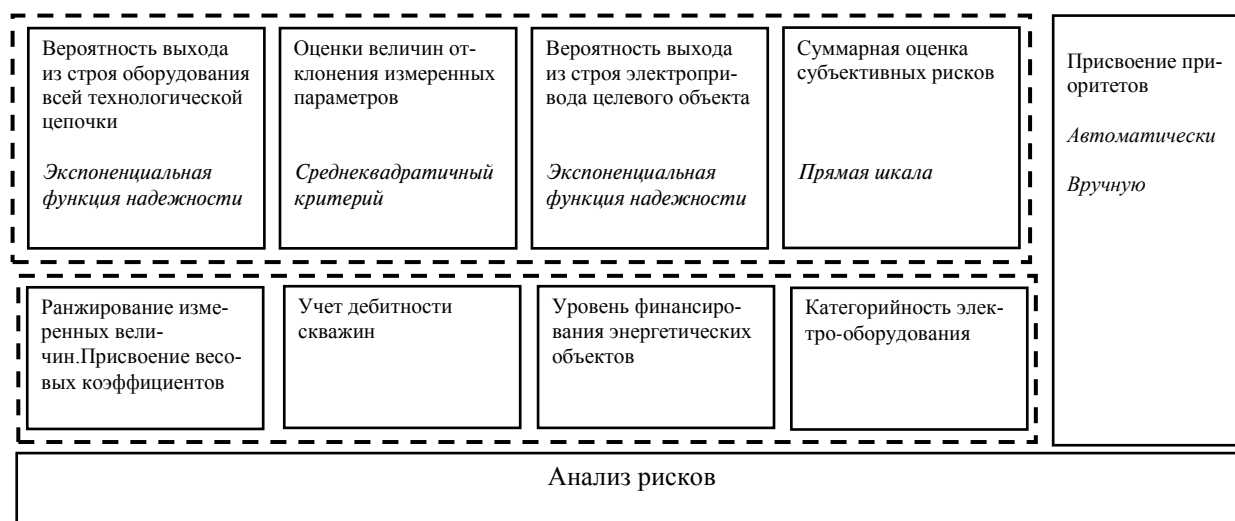 Вероятность выхода
из строя оборудования
всей технологической
цепочки
Экспоненциальная
функция надежности
Оценки величин от-
клонения измеренных
параметров
Среднеквадратичный
критерий
Вероятность выхода
из строя электропри-
вода целевого объекта
Экспоненциальная
функция надежности
Суммарная оценка
субъективных рисков
Прямая шкала
Присвоение при-
оритетов
Автоматически
Вручную
Ранжирование изме-
ренных вели-
чин.Присвоение весо-
вых коэффициентов
Учет дебитности
скважин
Уровень финансиро-
вания энергетических
объектов
Категорийность элек-
тро-оборудования
Анализ рисков